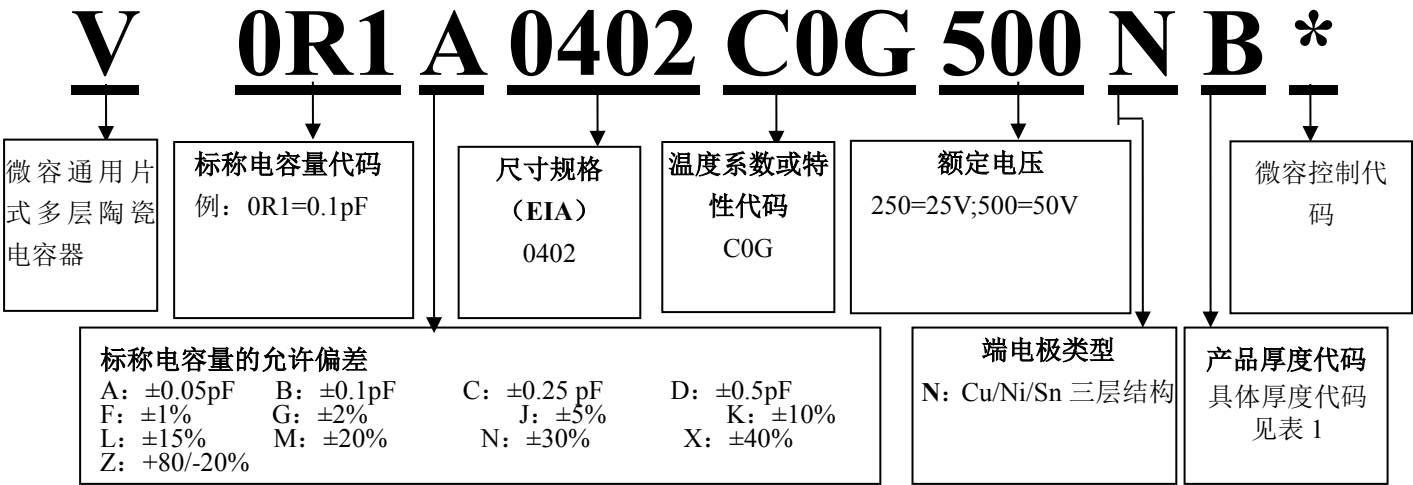 V 0R1 A 0402 C0G 500 N B *
微容通用片
式多层陶瓷
电容器
标称电容量代码
例：0R1=0.1pF
尺寸规格
（EIA）
0402
温度系数或特
性代码
C0G
额定电压
250=25V;500=50V
微容控制代
码
标称电容量的允许偏差
A：±0.05pF B：±0.1pF C：±0.25 pF D：±0.5pF
F：±1% G：±2% J：±5% K：±10%
L：±15% M：±20% N：±30% X：±40%
Z：+80/-20%
端电极类型
N：Cu/Ni/Sn 三层结构
产品厚度代码
具体厚度代码
见表 1